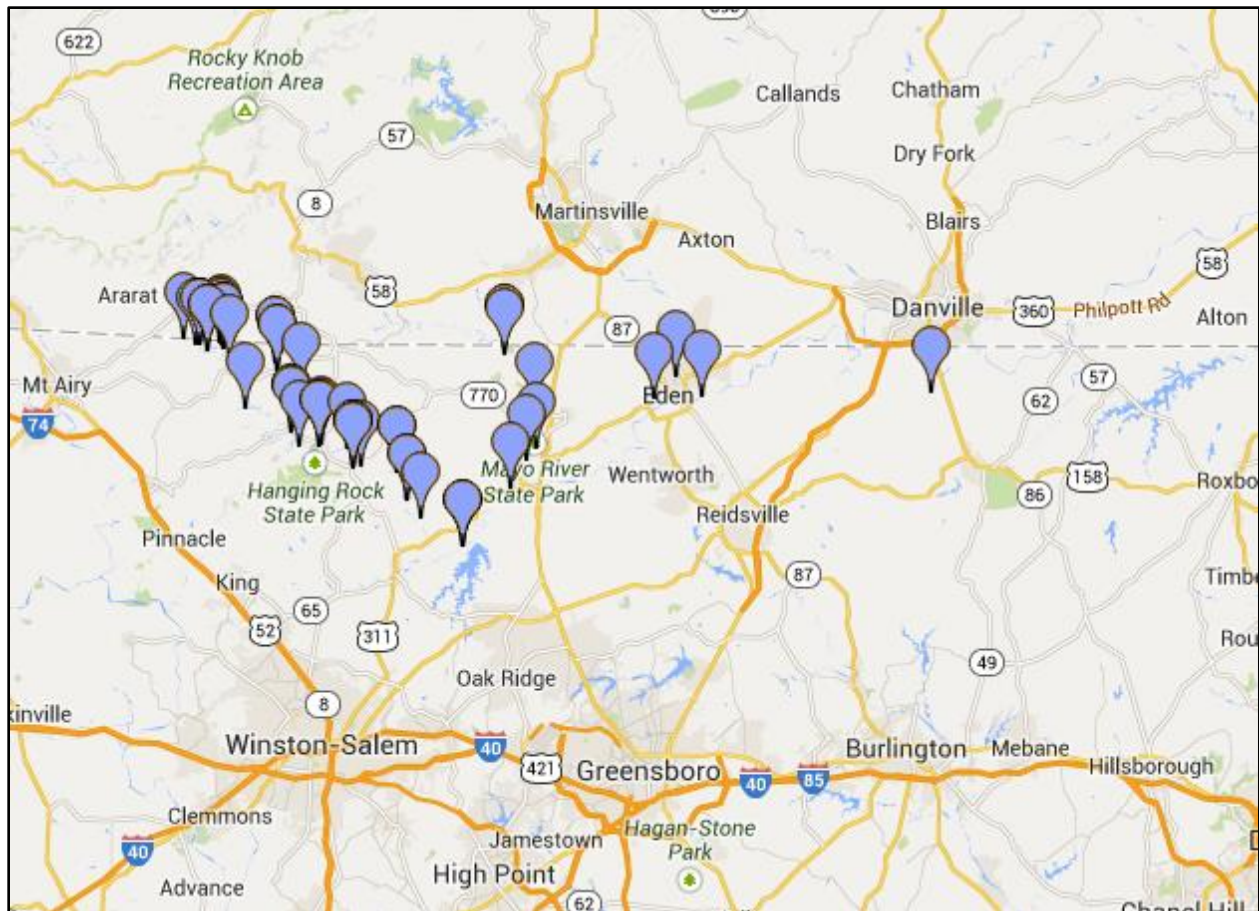 622
Rocky Knob
Recreation Area
57
Callands
Chatham
Dry Fork
8
Martinsville
Axton
Blairs
58
58
Ararat
87
Danville
360
Philpott Rd
Alton
Mt Airy
770
Eden
57
62
74
Mayo River
State Park
Wentworth
158
Hanging Rock
State Park
86
Roxbo
Reidsville
Pinnacle
King
87
Timbe
65
52
311
Rou
49
Oak Ridge
8
kinville
Winston-Salem
40
421
Greensboro
40
85
Burlington
Mebane
Hillsborough
Clemmons
Hagan-Stone
Park
40
Jamestown
High Point
Advance
62
Chapel Hill